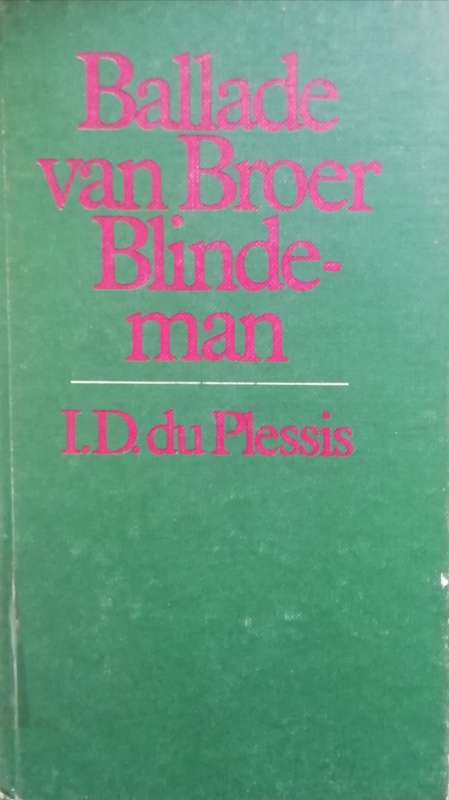 Ballade
van Broer
Blinde-
man
I.D. du Plessis